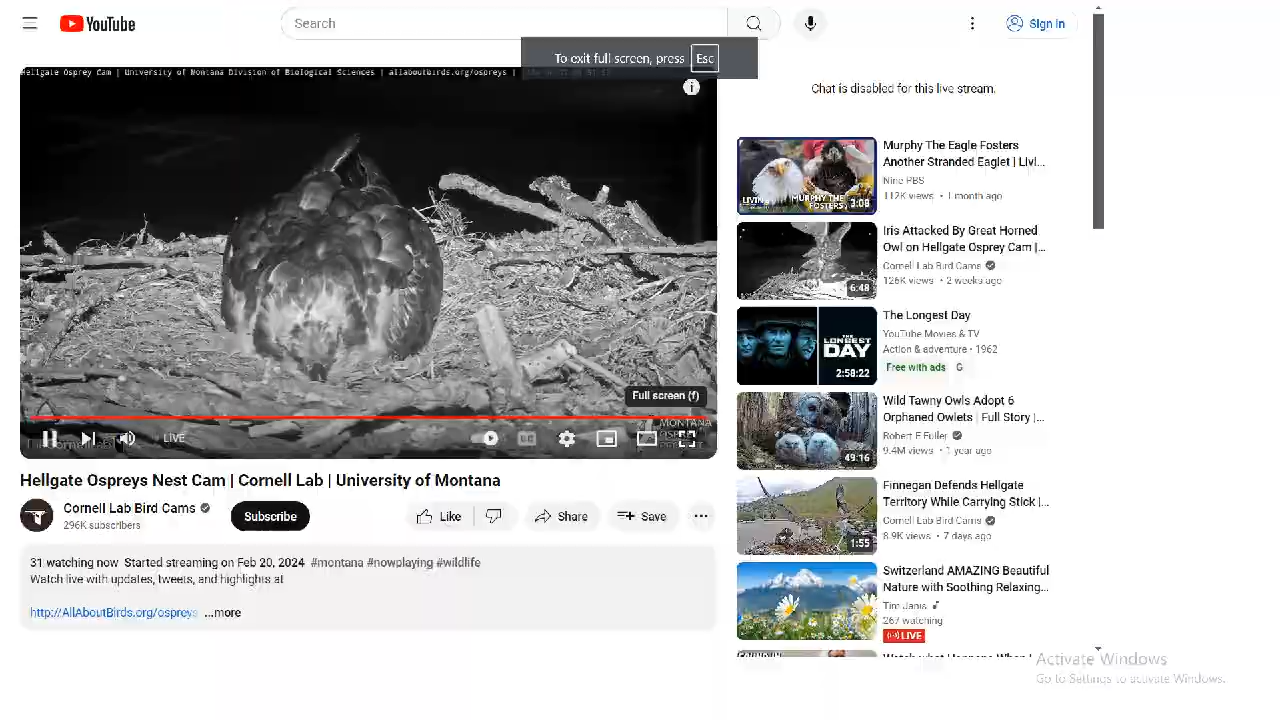 YouTube
Search
Sign in
To exit full screen, press Esc
Hellgate Osprey Cam | University of Montana Division of Biological Sciences | allaboutbirds.org/ospreys |
Chat is disabled for this live stream.
Full screen (f)
LIVE
MONTANA
OSPREY
Hellgate Ospreys Nest Cam | Cornell Lab | University of Montana
Cornell Lab Bird Cams
296K subscribers
Subscribe
Like
Share
Save
31 watching now Started streaming on Feb 20, 2024 #montana #nowplaying #wildlife
Watch live with updates, tweets, and highlights at
http://AllAboutBirds.org/ospreys ...more
LIVING
MURPHY THE
FOSTERS
3:08
Murphy The Eagle Fosters
Another Stranded Eaglet | Livi...
Nine PBS
112K views • 1 month ago
6:48
Iris Attacked By Great Horned
Owl on Hellgate Osprey Cam |...
Cornell Lab Bird Cams
126K views • 2 weeks ago
THE
LONGEST
DAY
2:58:22
The Longest Day
YouTube Movies & TV
Action & adventure • 1962
Free with ads G
49:16
Wild Tawny Owls Adopt 6
Orphaned Owlets | Full Story |...
Robert E Fuller
9.4M views • 1 year ago
1:55
Finnegan Defends Hellgate
Territory While Carrying Stick |...
Cornell Lab Bird Cams
8.9K views • 7 days ago
Switzerland AMAZING Beautiful
Nature with Soothing Relaxing...
Tim Janis
267 watching
LIVE
Activate Windows
Go to Settings to activate Windows.